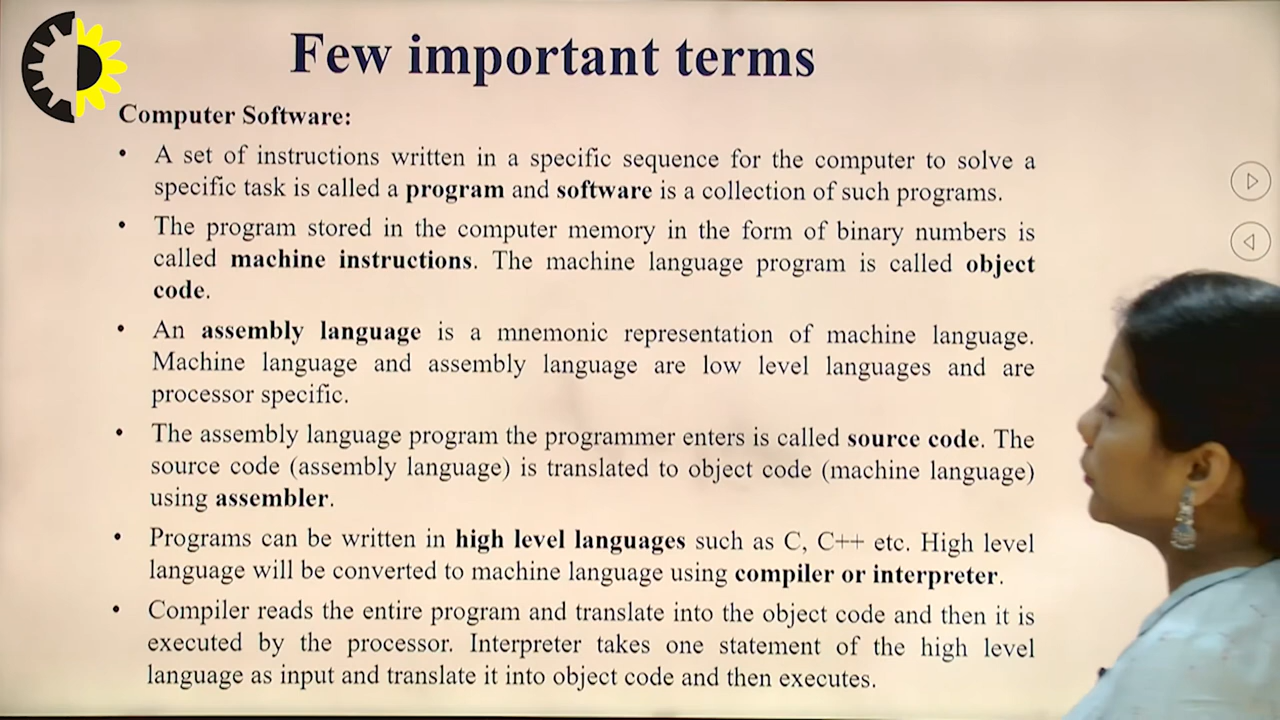 Few important terms
Computer Software:
• A set of instructions written in a specific sequence for the computer to solve a
specific task is called a program and software is a collection of such programs.
• The program stored in the computer memory in the form of binary numbers is
called machine instructions. The machine language program is called object
code.
• An assembly language is a mnemonic representation of machine language.
Machine language and assembly language are low level languages and are
processor specific.
• The assembly language program the programmer enters is called source code. The
source code (assembly language) is translated to object code (machine language)
using assembler.
• Programs can be written in high level languages such as C, C++ etc. High level
language will be converted to machine language using compiler or interpreter.
• Compiler reads the entire program and translate into the object code and then it is
executed by the processor. Interpreter takes one statement of the high level
language as input and translate it into object code and then executes.